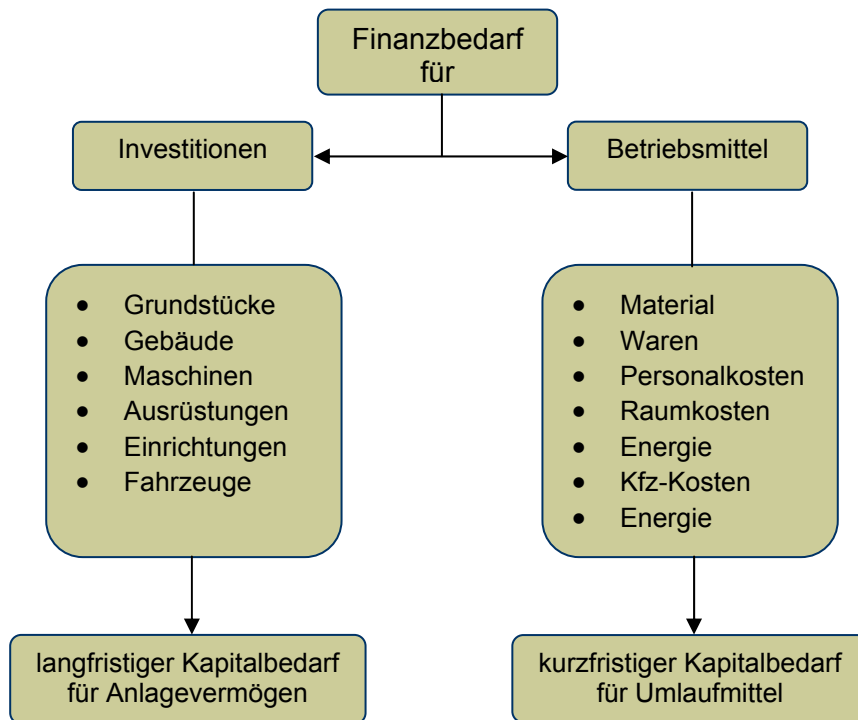 Finanzbedarf
für
Investitionen
Betriebsmittel
• Grundstücke
• Gebäude
• Maschinen
• Ausrüstungen
• Einrichtungen
• Fahrzeuge
• Material
• Waren
• Personalkosten
• Raumkosten
• Energie
• Kfz-Kosten
• Energie
langfristiger Kapitalbedarf
für Anlagevermögen
kurzfristiger Kapitalbedarf
für Umlaufmittel